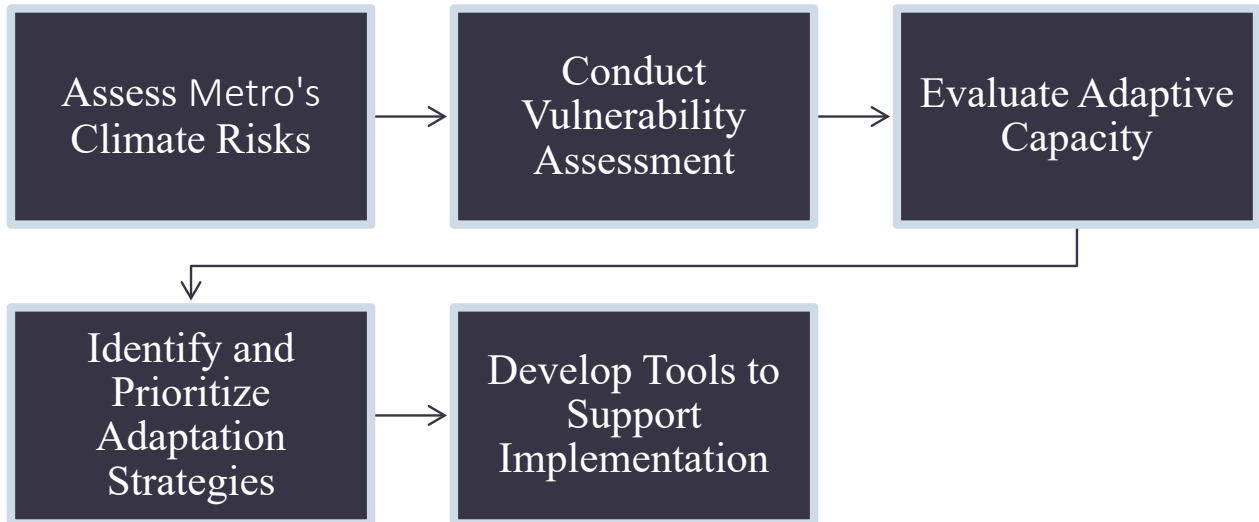 Assess Metro's
Climate Risks
Conduct
Vulnerability
Assessment
Evaluate Adaptive
Capacity
Identify and
Prioritize
Adaptation
Strategies
Develop Tools to
Support
Implementation